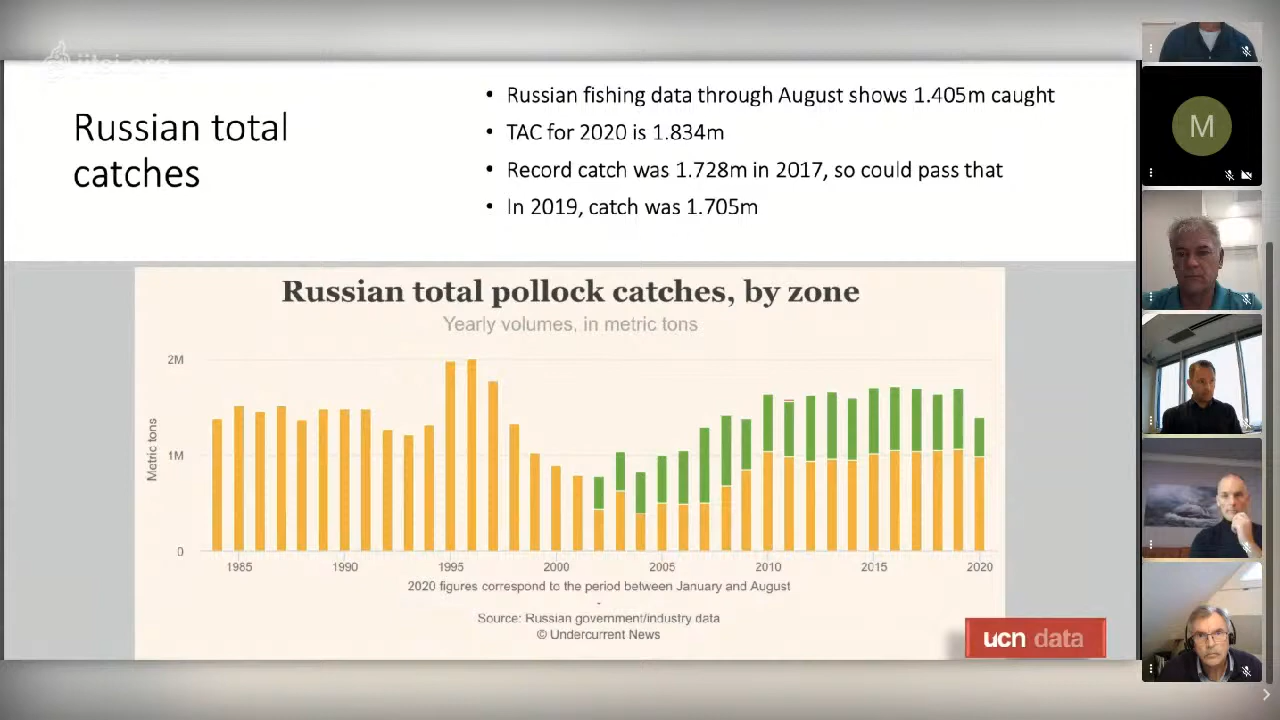 Russian total
catches
• Russian fishing data through August shows 1.405m caught
• TAC for 2020 is 1.834m
• Record catch was 1.728m in 2017, so could pass that
• In 2019, catch was 1.705m
Russian total pollock catches, by zone
Yearly volumes, in metric tons
Metric tons
2M
1M
0
1985 1990 1995 2000 2005 2010 2015 2020
2020 figures correspond to the period between January and August
Source: Russian government/industry data
© Undercurrent News
ucn data
M